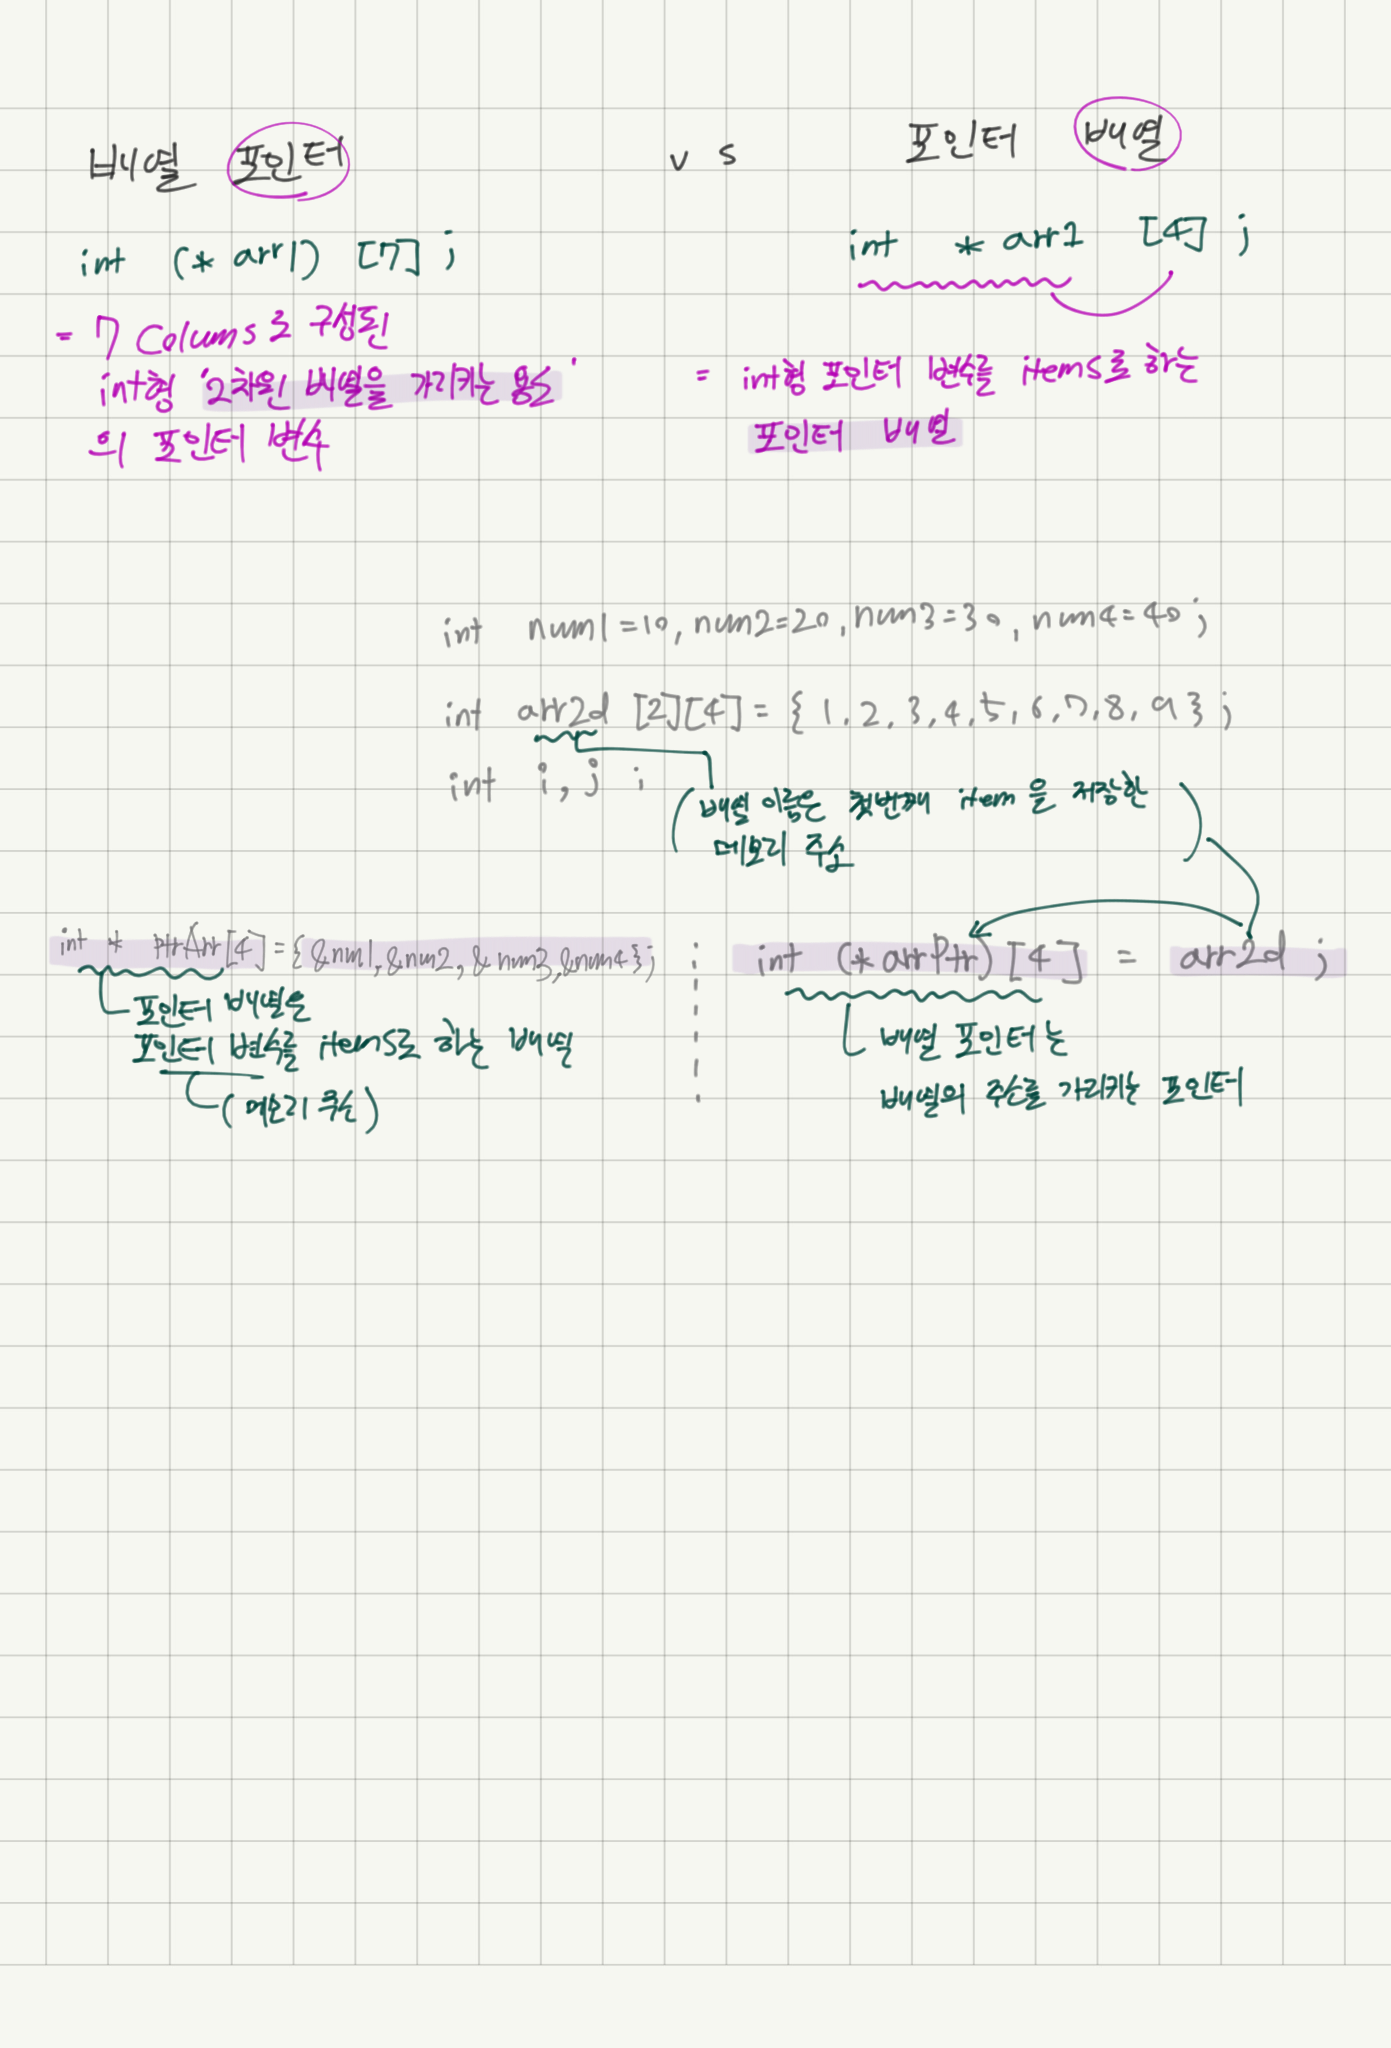 배열 포인터 vs 포인터 배열
int (* arr1) [7] ;
int * arr1 [4] ;
= 7 Colums로 구성된
int형 '2차원 배열을 가리키는 용도'
의 포인터 변수
= int형 포인터 변수를 items로 하는
포인터 배열
int num1=10, num2=20, num3=30, num4=40 ;
int arr2d [2][4] = { 1, 2, 3, 4, 5, 6, 7, 8, 9 } ;
int i, j ;
( 배열 이름은 첫번째 item을 저장한
메모리 주소 )
int * ptrArr[4] = { &num1, &num2, & num3, &num4 } ;
포인터 배열은
포인터 변수를 items로 하는 배열
( 메모리 주소 )
int (* arrPtr) [4] = arr2d ;
배열 포인터는
배열의 주소를 가리키는 포인터